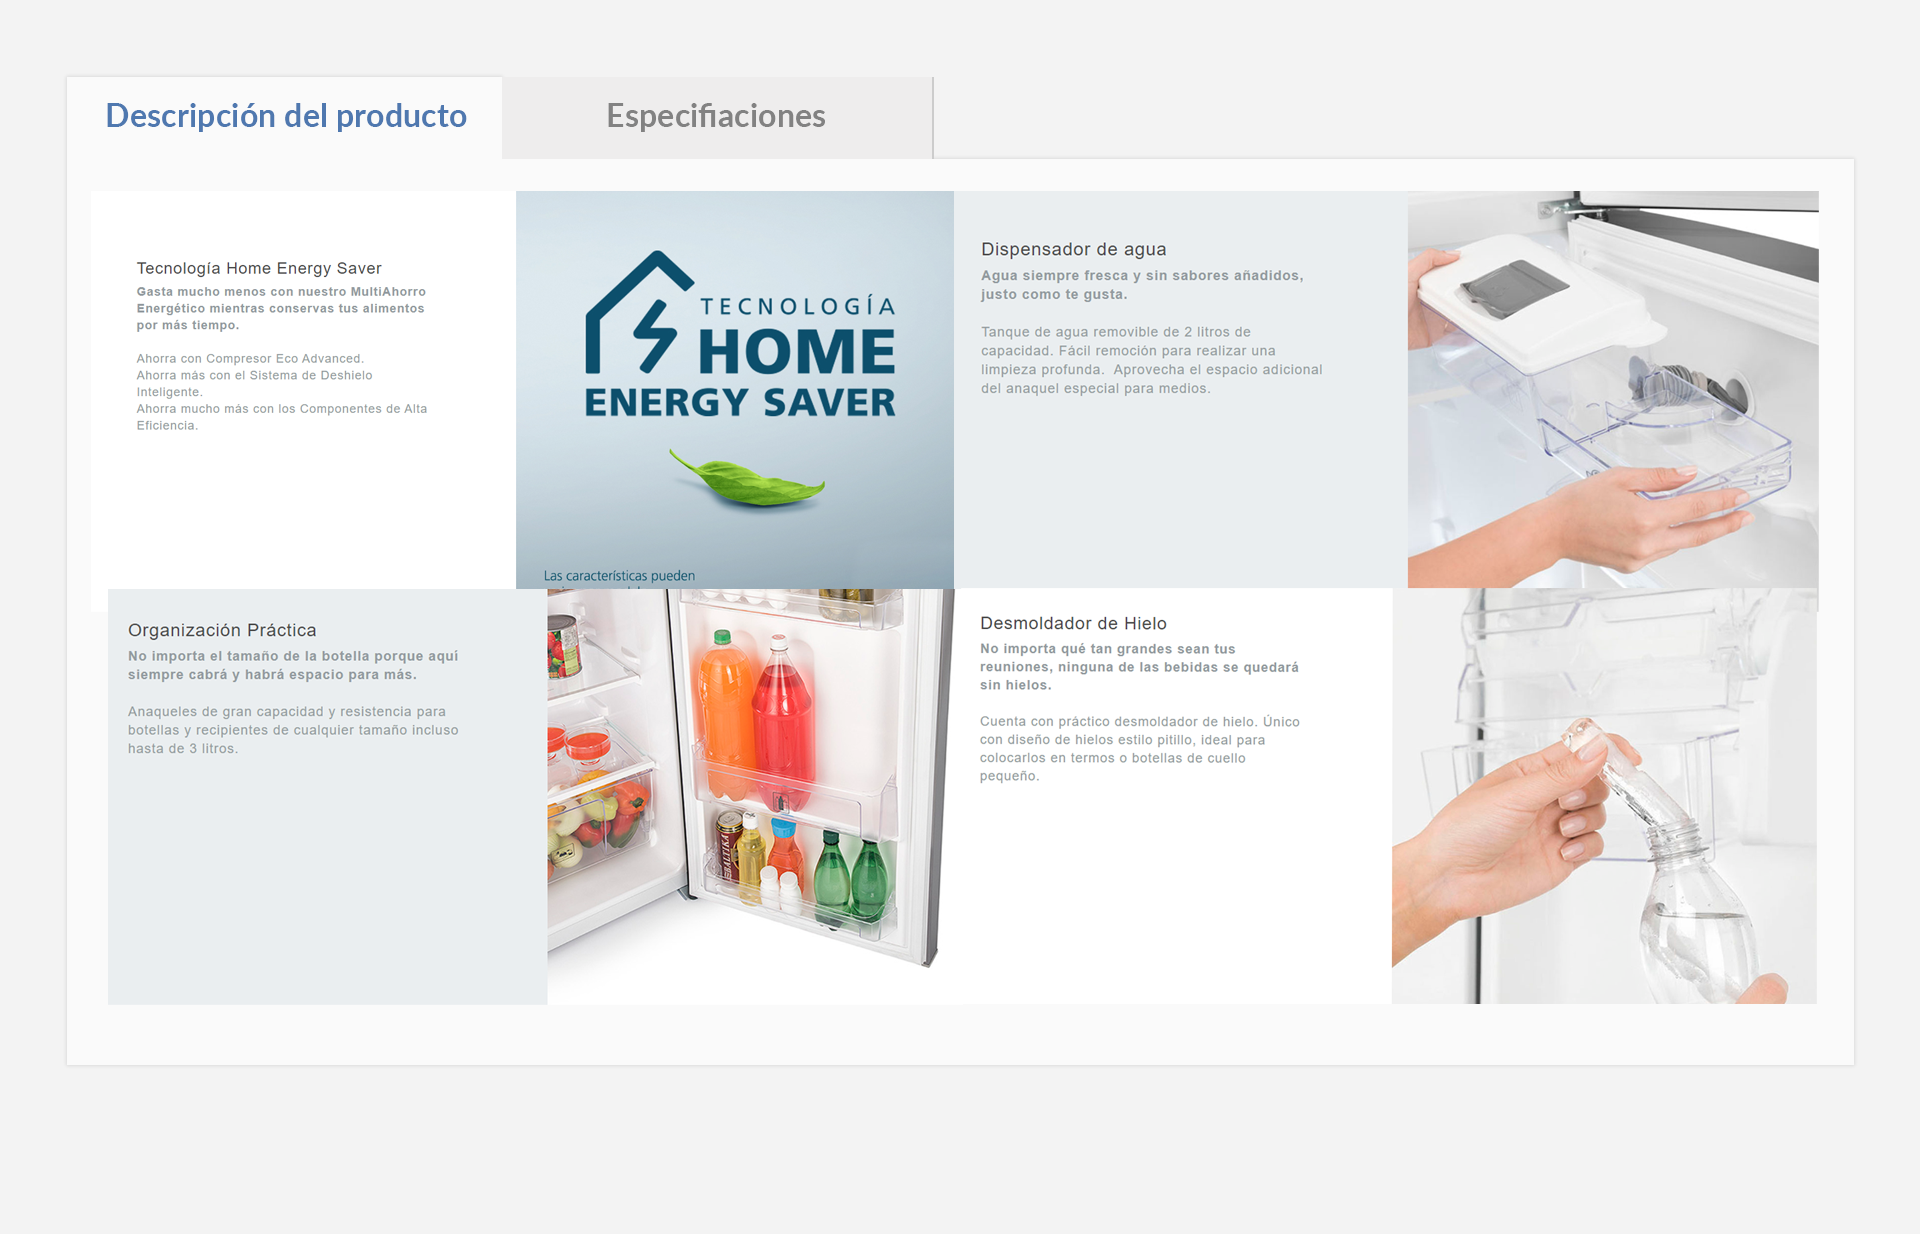 Descripción del producto
Especifiaciones
Tecnología Home Energy Saver
Gasta mucho menos con nuestro MultiAhorro
Energético mientras conservas tus alimentos
por más tiempo.
Ahorra con Compresor Eco Advanced.
Ahorra más con el Sistema de Deshielo
Inteligente.
Ahorra mucho más con los Componentes de Alta
Eficiencia.
TECNOLOGÍA
HOME
ENERGY SAVER
Las características pueden
Dispensador de agua
Agua siempre fresca y sin sabores añadidos,
justo como te gusta.
Tanque de agua removible de 2 litros de
capacidad. Fácil remoción para realizar una
limpieza profunda.  Aprovecha el espacio adicional
del anaquel especial para medios.
Organización Práctica
No importa el tamaño de la botella porque aquí
siempre cabrá y habrá espacio para más.
Anaqueles de gran capacidad y resistencia para
botellas y recipientes de cualquier tamaño incluso
hasta de 3 litros.
BALTIKA
Desmoldador de Hielo
No importa qué tan grandes sean tus
reuniones, ninguna de las bebidas se quedará
sin hielos.
Cuenta con práctico desmoldador de hielo. Único
con diseño de hielos estilo pitillo, ideal para
colocarlos en termos o botellas de cuello
pequeño.